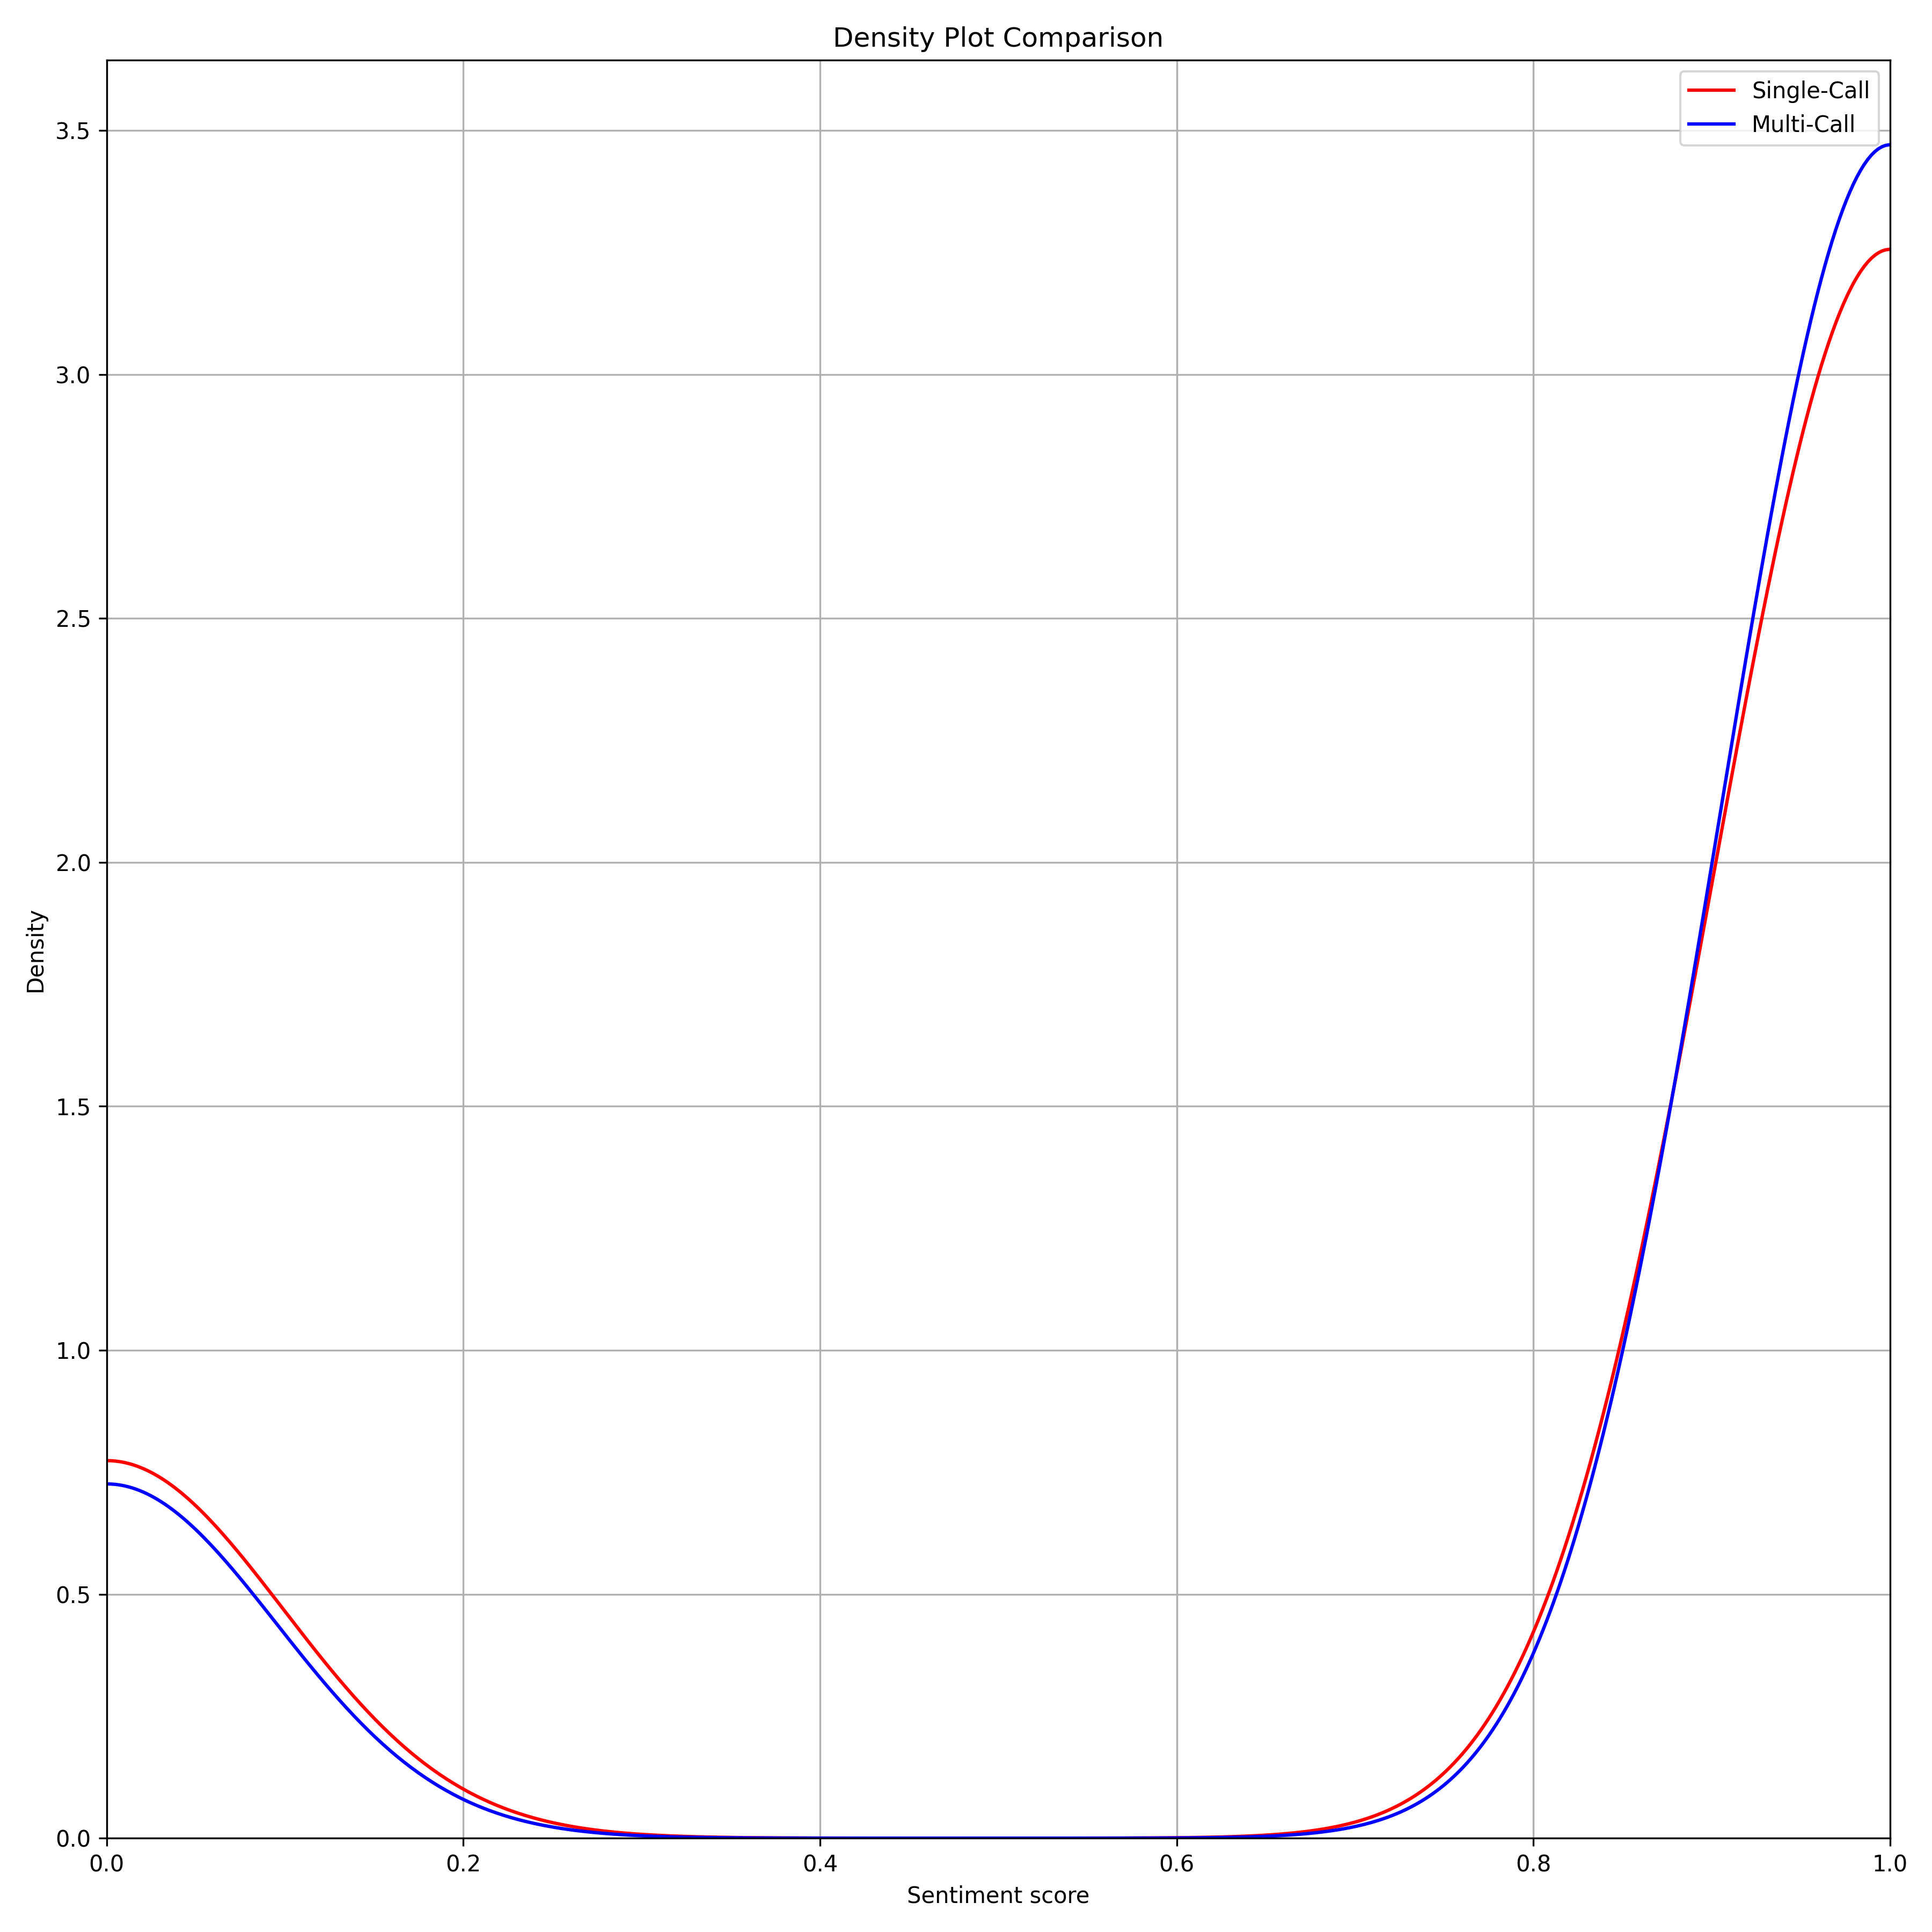 Density Plot Comparison
Single-Call
Multi-Call
3.5
3.0
2.5
2.0
1.5
1.0
0.5
0.0
Density
0.0 0.2 0.4 0.6 0.8 1.0
Sentiment score